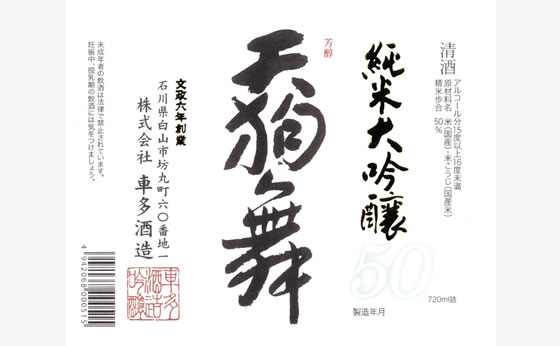 清酒
アルコール分15度以上16度未満
原材料名 米(国産)・米こうじ(国産米)
精米歩合 50%
純米大吟醸
50
720ml詰
製造年月
芳醇
天狗舞
文政六年創業
石川県白山市坊丸町六〇番地一
株式会社 車多酒造
車多
酒造
吟醸
未成年者の飲酒は法律で禁止されています。
妊娠中、授乳期の飲酒には気をつけましょう。
4942068000515